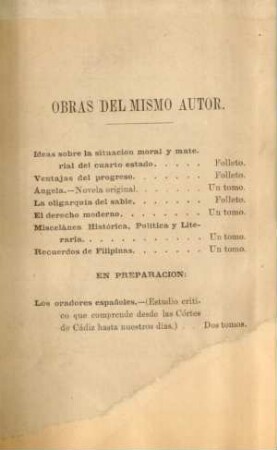 OBRAS DEL MISMO AUTOR.
Ideas sobre la situacion moral y mate-
rial del cuarto estado. . . . . . Folleto.
Ventajas del progreso. . . . . . Folleto.
Ángela.—Novela original. . . . . . Un tomo.
La oligarquía del sable. . . . . . Folleto.
El derecho moderno. . . . . . Un tomo.
Miscelánea Histórica, Política y Lite-
raria. . . . . . Un tomo.
Recuerdos de Filipinas. . . . . . Un tomo.
EN PREPARACION:
Los oradores españoles.—(Estudio críti-
co que comprende desde las Córtes
de Cádiz hasta nuestros dias.) . . Dos tomos.